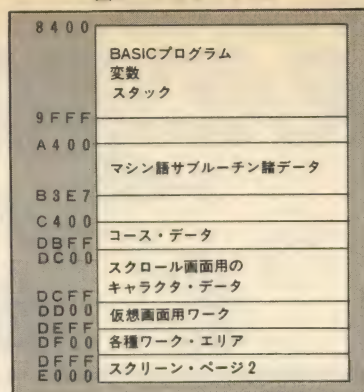 8400
BASICプログラム
変数
スタック
9FFF
A400
マシン語サブルーチン諸データ
B3E7
C400
コース・データ
DBFF
DC00
スクロール画面用の
キャラクタ・データ
DCFF
DD00
仮想画面用ワーク
DEFF
DF00
各種ワーク・エリア
DFFF
E000
スクリーン・ページ2